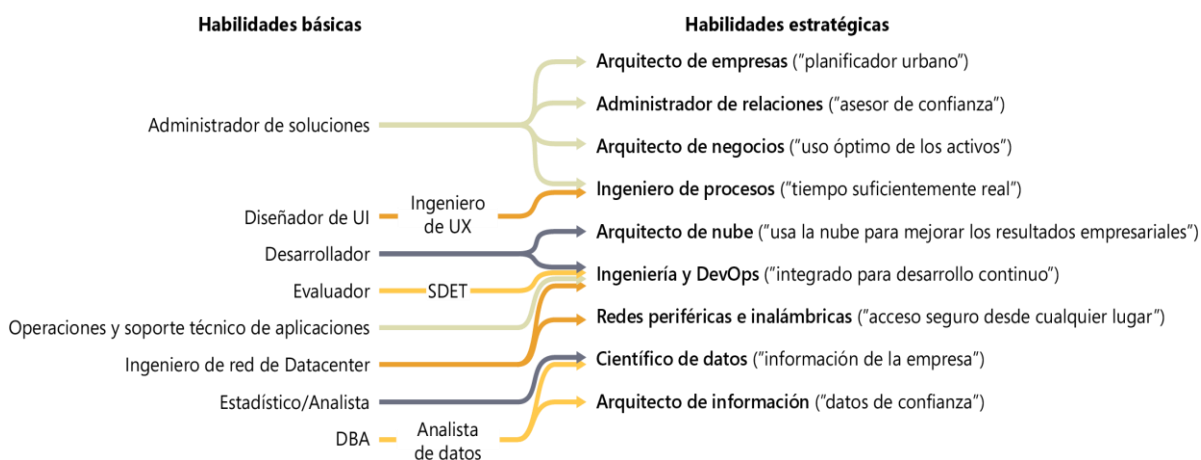 Habilidades básicas
Habilidades estratégicas
Administrador de soluciones
Diseñador de UI
Ingeniero
de UX
Desarrollador
Evaluador
SDET
Operaciones y soporte técnico de aplicaciones
Ingeniero de red de Datacenter
Estadístico/Analista
DBA
Analista
de datos
Arquitecto de empresas ("planificador urbano")
Administrador de relaciones ("asesor de confianza")
Arquitecto de negocios ("uso óptimo de los activos")
Ingeniero de procesos ("tiempo suficientemente real")
Arquitecto de nube ("usa la nube para mejorar los resultados empresariales")
Ingeniería y DevOps ("integrado para desarrollo continuo")
Redes periféricas e inalámbricas ("acceso seguro desde cualquier lugar")
Científico de datos ("información de la empresa")
Arquitecto de información ("datos de confianza")